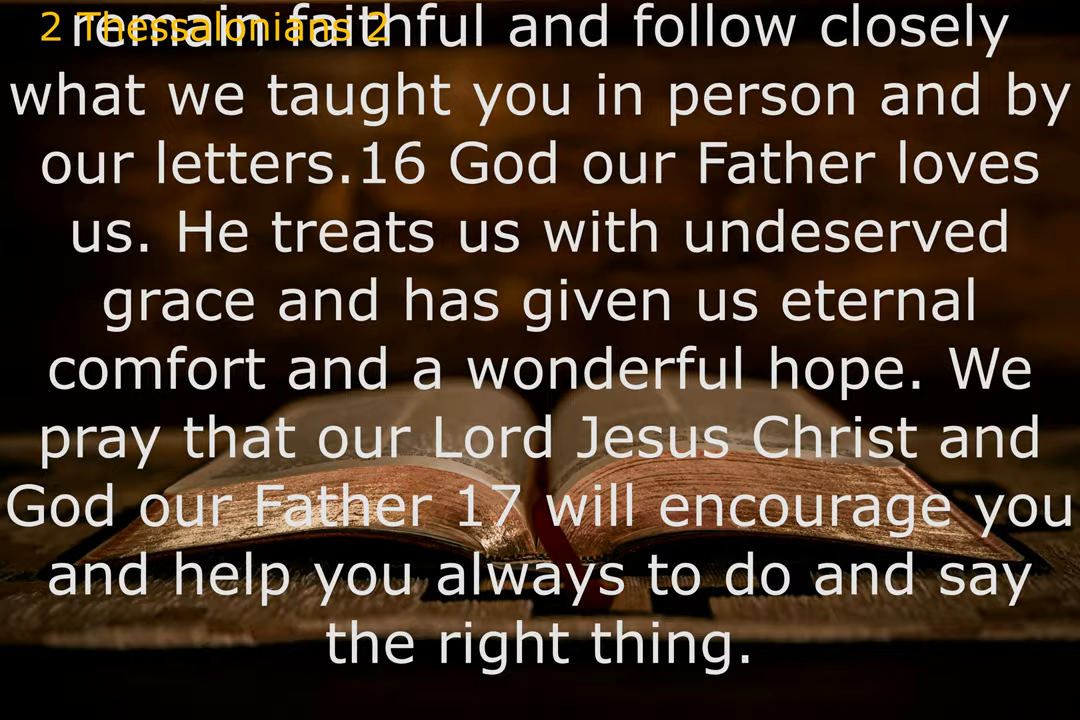 2 Thessalonians 2
remain faithful and follow closely
what we taught you in person and by
our letters.16 God our Father loves
us. He treats us with undeserved
grace and has given us eternal
comfort and a wonderful hope. We
pray that our Lord Jesus Christ and
God our Father 17 will encourage you
and help you always to do and say
the right thing.